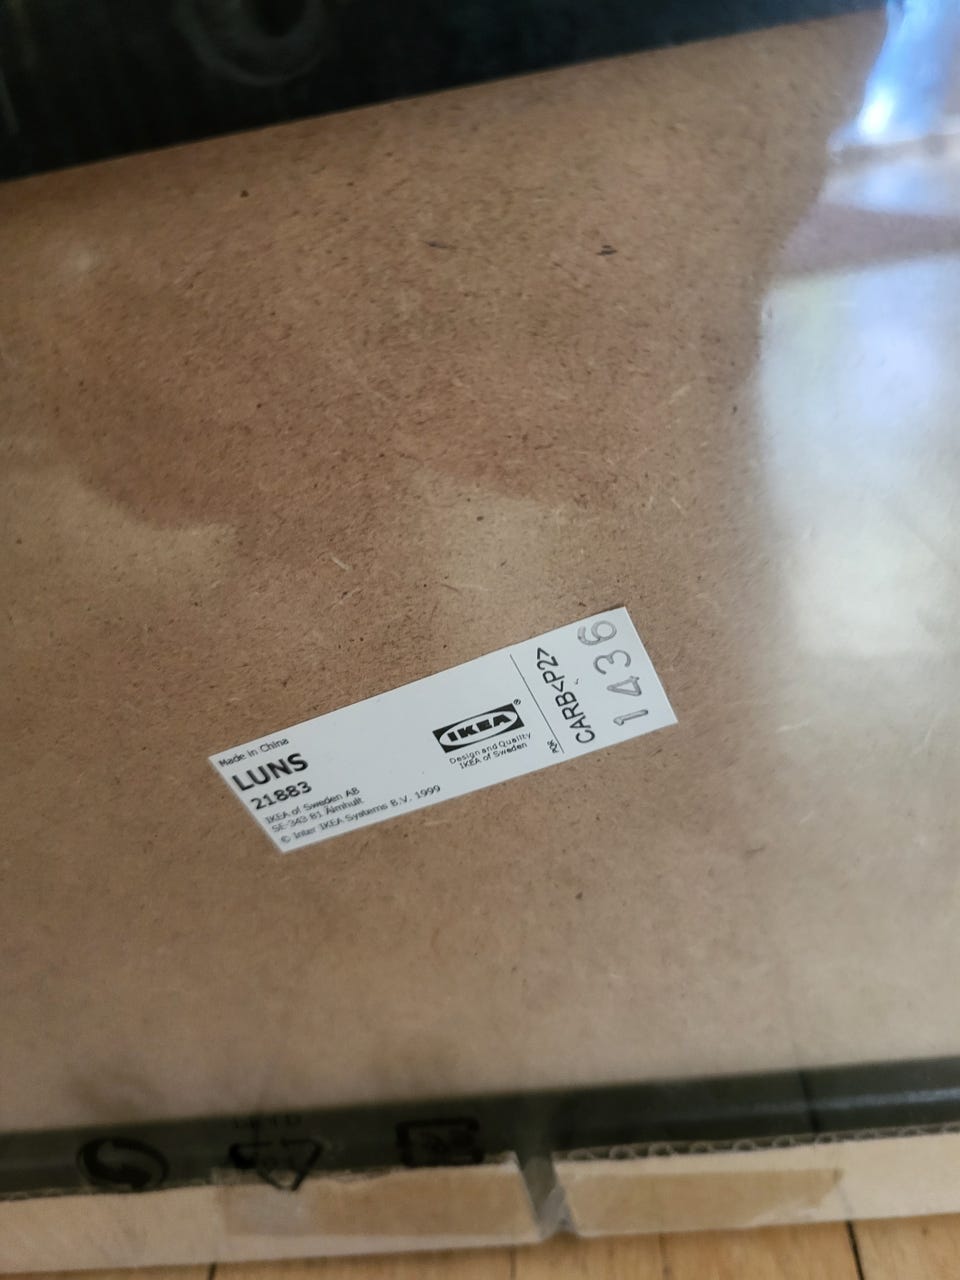 Made in China
LUNS
21883
IKEA of Sweden AB
SE-343 81 Älmhult
© Inter IKEA Systems B.V. 1999
IKEA®
Design and Quality
IKEA of Sweden
CARB<P2>
1436